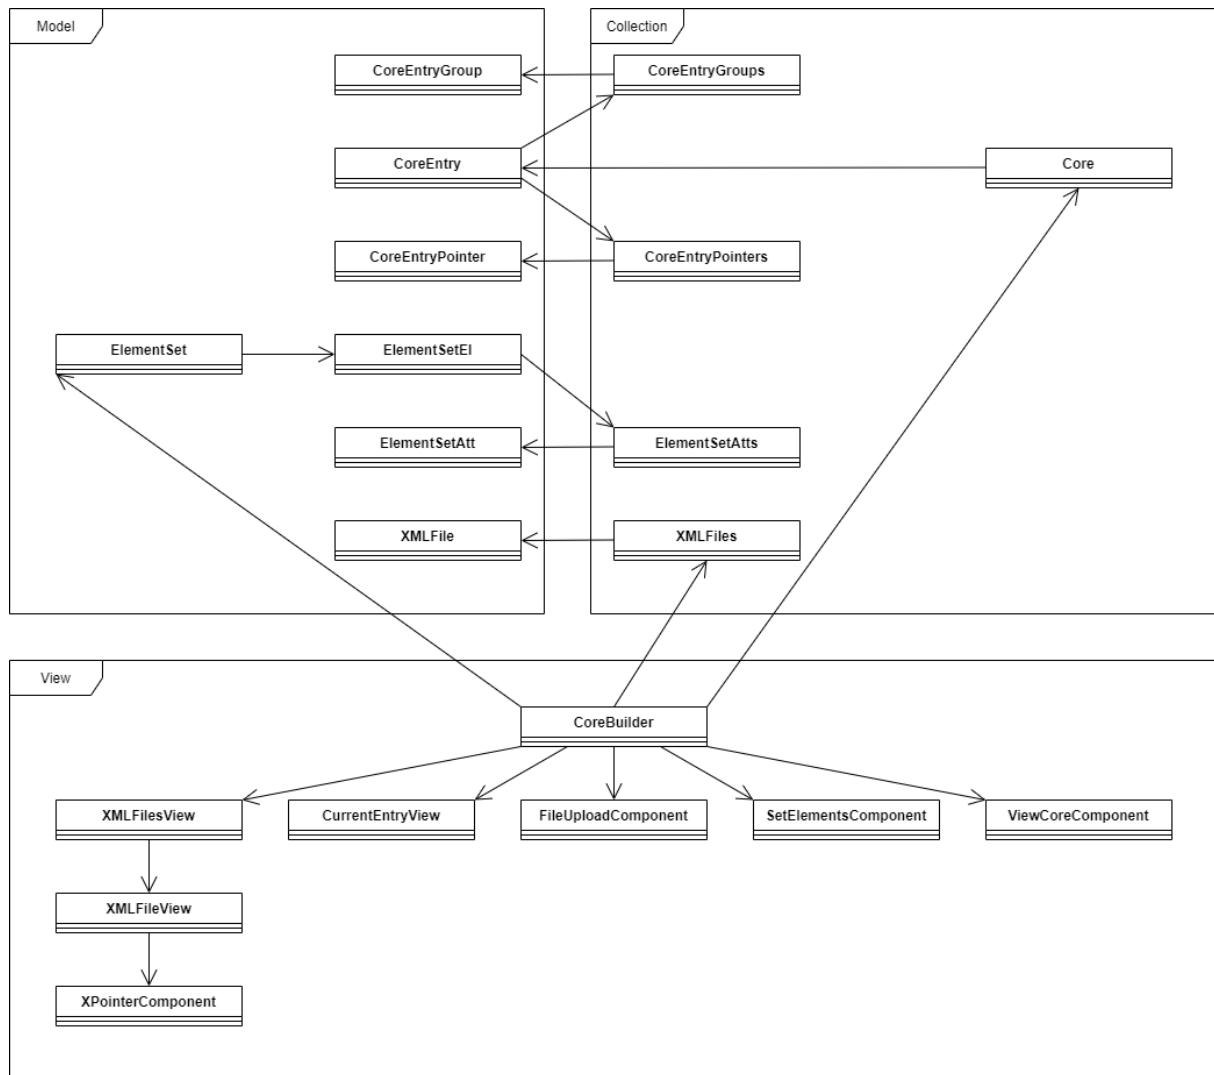 Model
Collection
CoreEntryGroup
CoreEntryGroups
CoreEntry
Core
CoreEntryPointer
CoreEntryPointers
ElementSet
ElementSetEl
ElementSetAtt
ElementSetAtts
XMLFile
XMLFiles
View
CoreBuilder
XMLFilesView
CurrentEntryView
FileUploadComponent
SetElementsComponent
ViewCoreComponent
XMLFileView
XPointerComponent